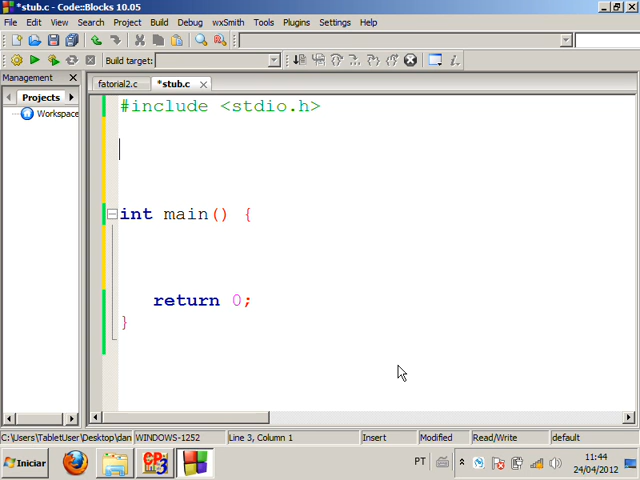 *stub.c - Code::Blocks 10.05
File Edit View Search Project Build Debug wxSmith Tools Plugins Settings Help
Build target:
Management
fatorial2.c *stub.c
Projects
Workspace
#include <stdio.h>
int main() {
return 0;
}
C:\Users\TabletUser\Desktop\dan WINDOWS-1252 Line 3, Column 1 Insert Modified Read/Write default
Iniciar
PT
11:44
24/04/2012